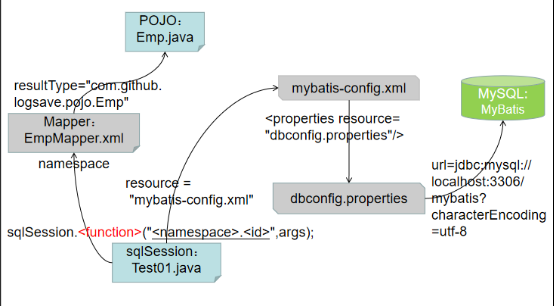 POJO：
Emp.java
resultType="com.github.
logsave.pojo.Emp"
Mapper：
EmpMapper.xml
namespace
mybatis-config.xml
<properties resource=
"dbconfig.properties"/>
MySQL:
MyBatis
resource =
"mybatis-config.xml"
dbconfig.properties
url=jdbc:mysql://
localhost:3306/
mybatis?
characterEncoding
=utf-8
sqlSession.<function>("<namespace>.<id>",args);
sqlSession：
Test01.java